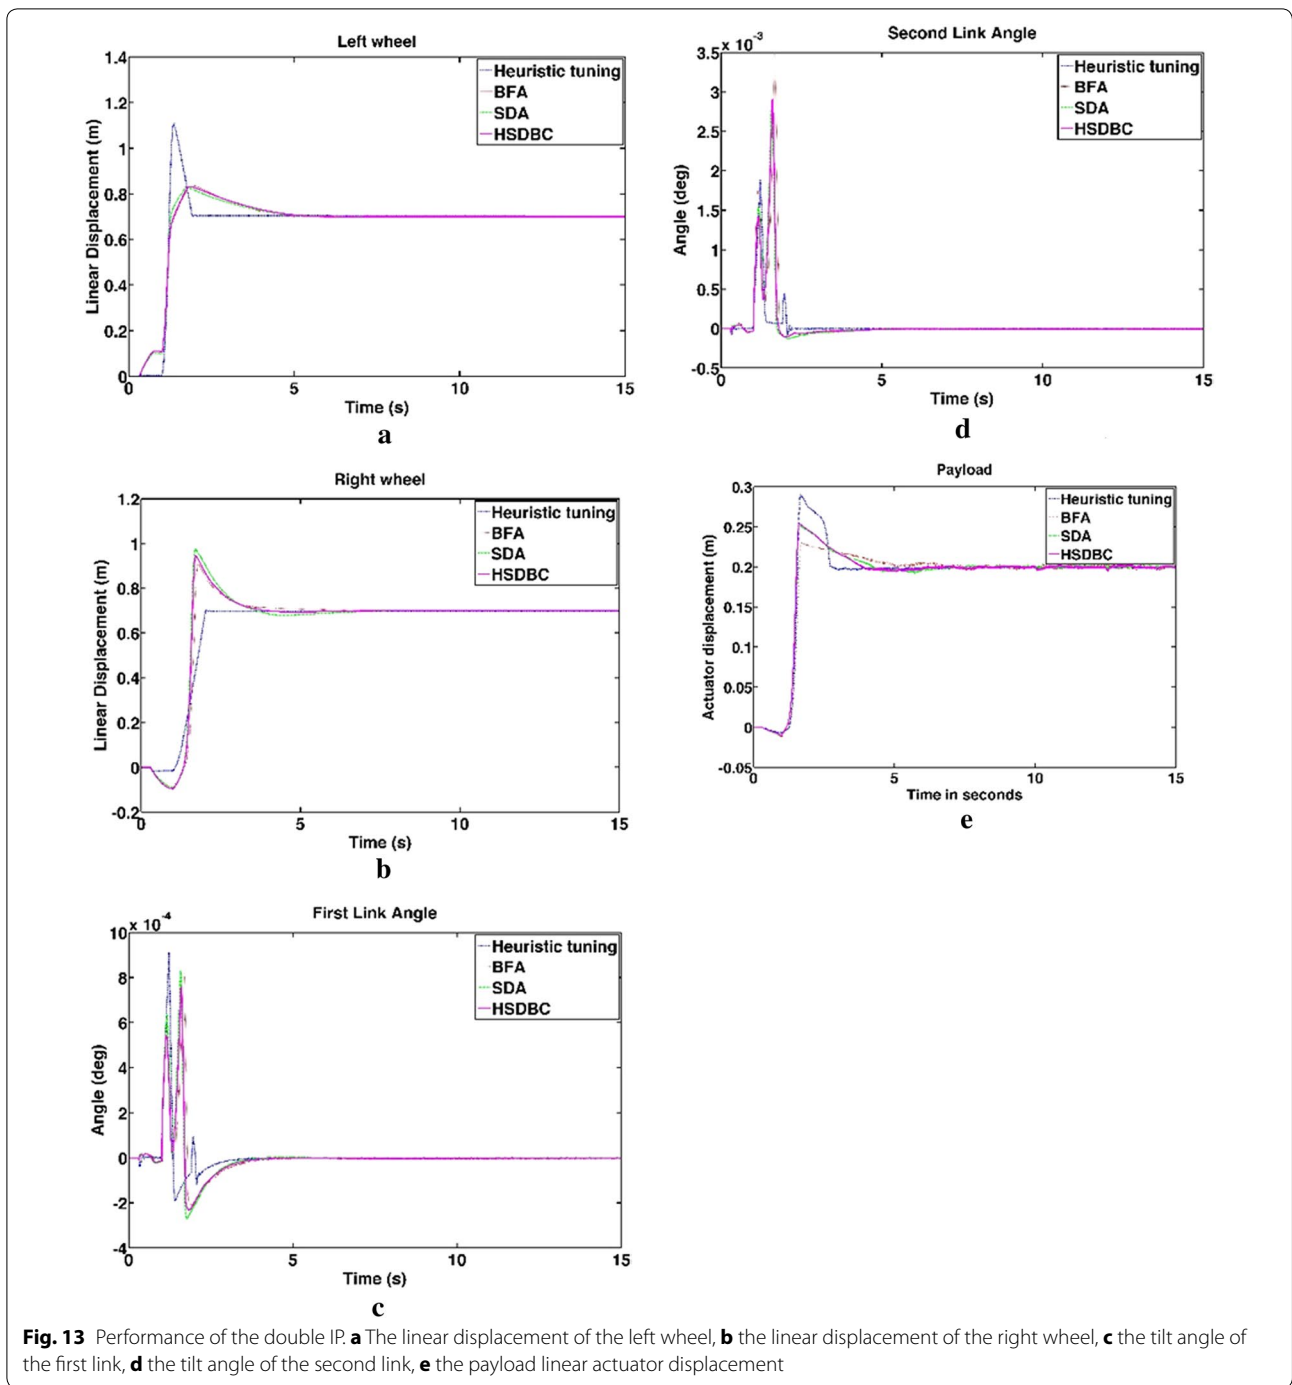 Left wheel
1.4
1.2
1
0.8
0.6
0.4
0.2
0
Linear Displacement (m)
Heuristic tuning
BFA
SDA
HSDBC
0 5 10 15
Time (s)
a
Second Link Angle
3.5 x 10-3
3
2.5
2
1.5
1
0.5
0
-0.5
Angle (deg)
Heuristic tuning
BFA
SDA
HSDBC
0 5 10 15
Time (s)
d
Right wheel
1.2
1
0.8
0.6
0.4
0.2
0
-0.2
Linear Displacement (m)
Heuristic tuning
BFA
SDA
HSDBC
0 5 10 15
Time (s)
b
Payload
0.3
0.25
0.2
0.15
0.1
0.05
0
-0.05
Actuator displacement (m)
Heuristic tuning
BFA
SDA
HSDBC
0 5 10 15
Time in seconds
e
First Link Angle
10 x 10-4
8
6
4
2
0
-2
-4
Angle (deg)
Heuristic tuning
BFA
SDA
HSDBC
0 5 10 15
Time (s)
c
Fig. 13 Performance of the double IP. a The linear displacement of the left wheel, b the linear displacement of the right wheel, c the tilt angle of
the first link, d the tilt angle of the second link, e the payload linear actuator displacement